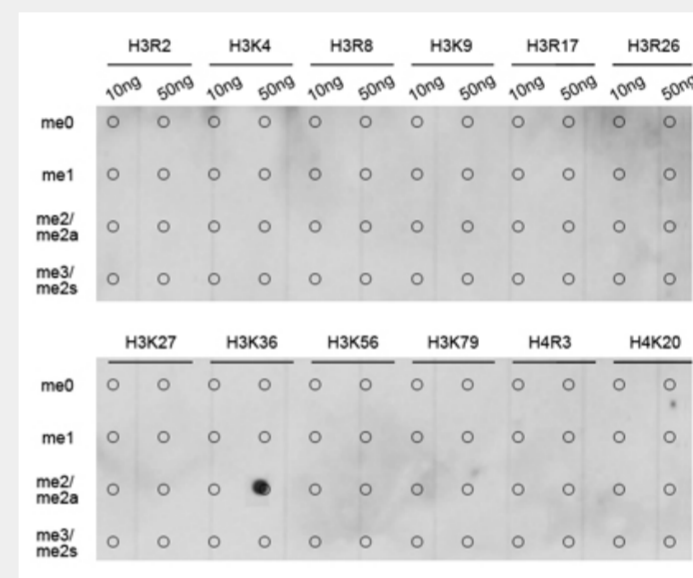 H3R2 H3K4 H3R8 H3K9 H3R17 H3R26
10ng 50ng 10ng 50ng 10ng 50ng 10ng 50ng 10ng 50ng 10ng 50ng
me0
me1
me2/
me2a
me3/
me2s
H3K27 H3K36 H3K56 H3K79 H4R3 H4K20
me0
me1
me2/
me2a
me3/
me2s